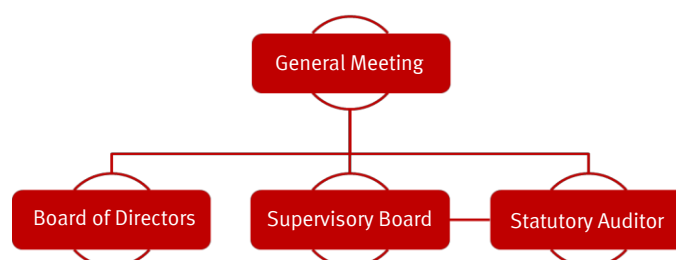 General Meeting
Board of Directors
Supervisory Board
Statutory Auditor